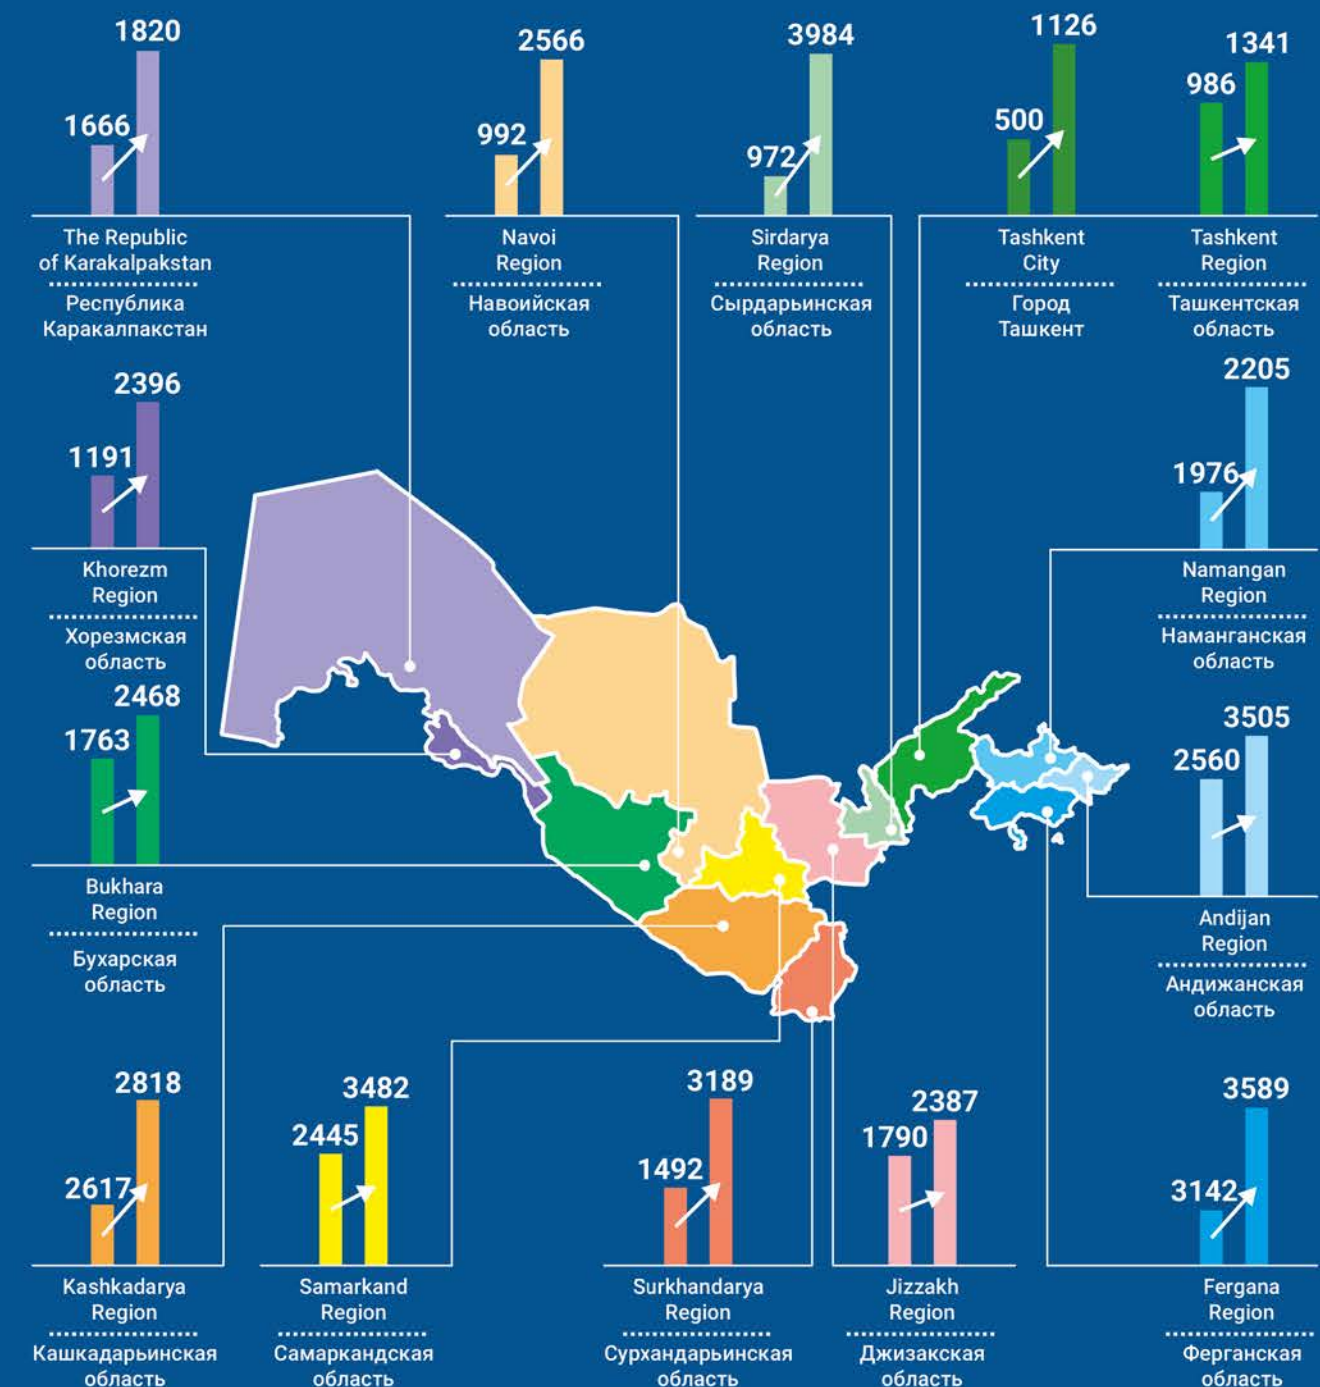 1666
1820
The Republic
of Karakalpakstan
Республика
Каракалпакстан
992
2566
Navoi
Region
Навоийская
область
972
3984
Sirdarya
Region
Сырдарьинская
область
500
1126
Tashkent
City
Город
Ташкент
986
1341
Tashkent
Region
Ташкентская
область
1191
2396
Khorezm
Region
Хорезмская
область
1976
2205
Namangan
Region
Наманганская
область
1763
2468
Bukhara
Region
Бухарская
область
2560
3505
Andijan
Region
Андижанская
область
2617
2818
Kashkadarya
Region
Кашкадарьинская
область
2445
3482
Samarkand
Region
Самаркандская
область
1492
3189
Surkhandarya
Region
Сурхандарьинская
область
1790
2387
Jizzakh
Region
Джизакская
область
3142
3589
Fergana
Region
Ферганская
область